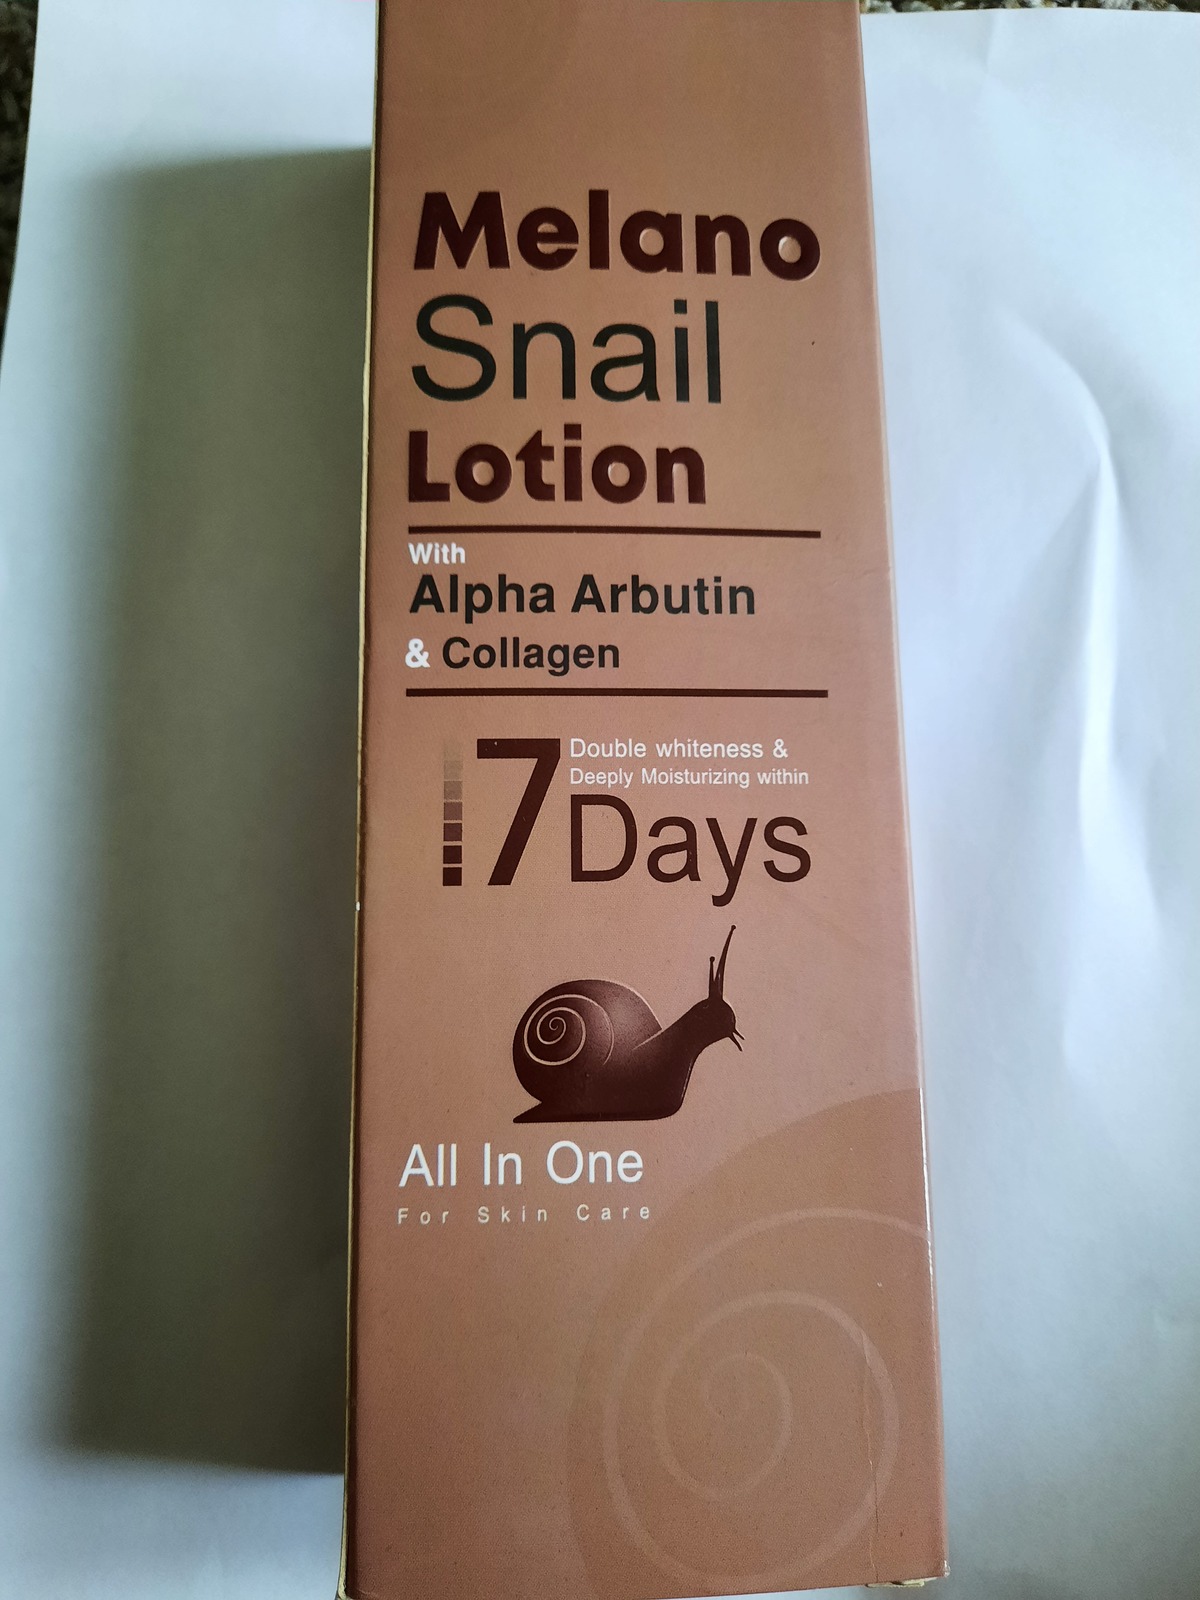 Melano
Snail
Lotion
With
Alpha Arbutin
& Collagen
7
Double whiteness &
Deeply Moisturizing within
Days
All In One
For Skin Care